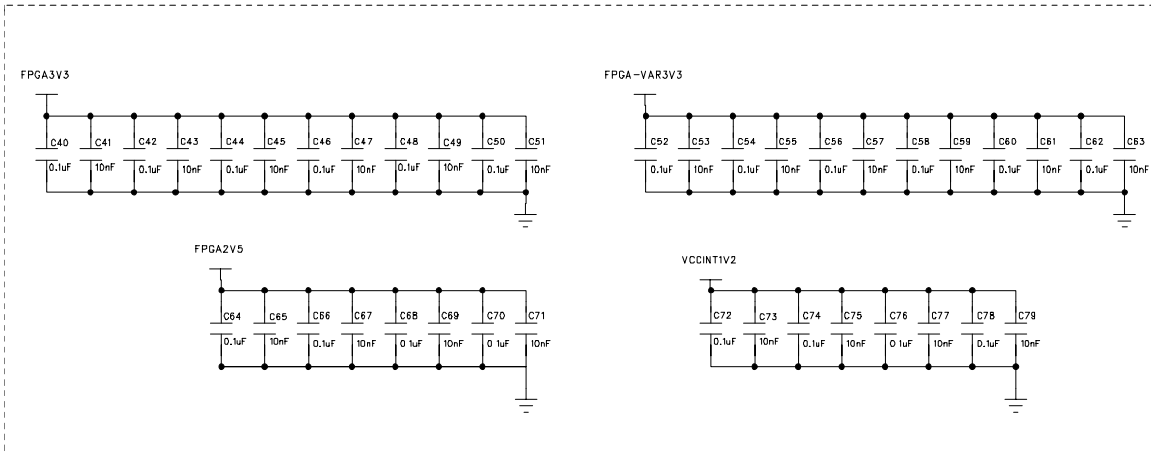 FPGA3V3
FPGA-VAR3V3
C40 C41 C42 C43 C44 C45 C46 C47 C48 C49 C50 C51
0.1uF 10nF 0.1uF 10nF 0.1uF 10nF 0.1uF 10nF 0.1uF 10nF 0.1uF 10nF
C52 C53 C54 C55 C56 C57 C58 C59 C60 C61 C62 C63
0.1uF 10nF 0.1uF 10nF 0.1uF 10nF 0.1uF 10nF 0.1uF 10nF 0.1uF 10nF
FPGA2V5
VCCINT1V2
C64 C65 C66 C67 C68 C69 C70 C71
0.1uF 10nF 0.1uF 10nF 0 1uF 10nF 0 1uF 10nF
C72 C73 C74 C75 C76 C77 C78 C79
0.1uF 10nF 0.1uF 10nF 0 1uF 10nF 0.1uF 10nF